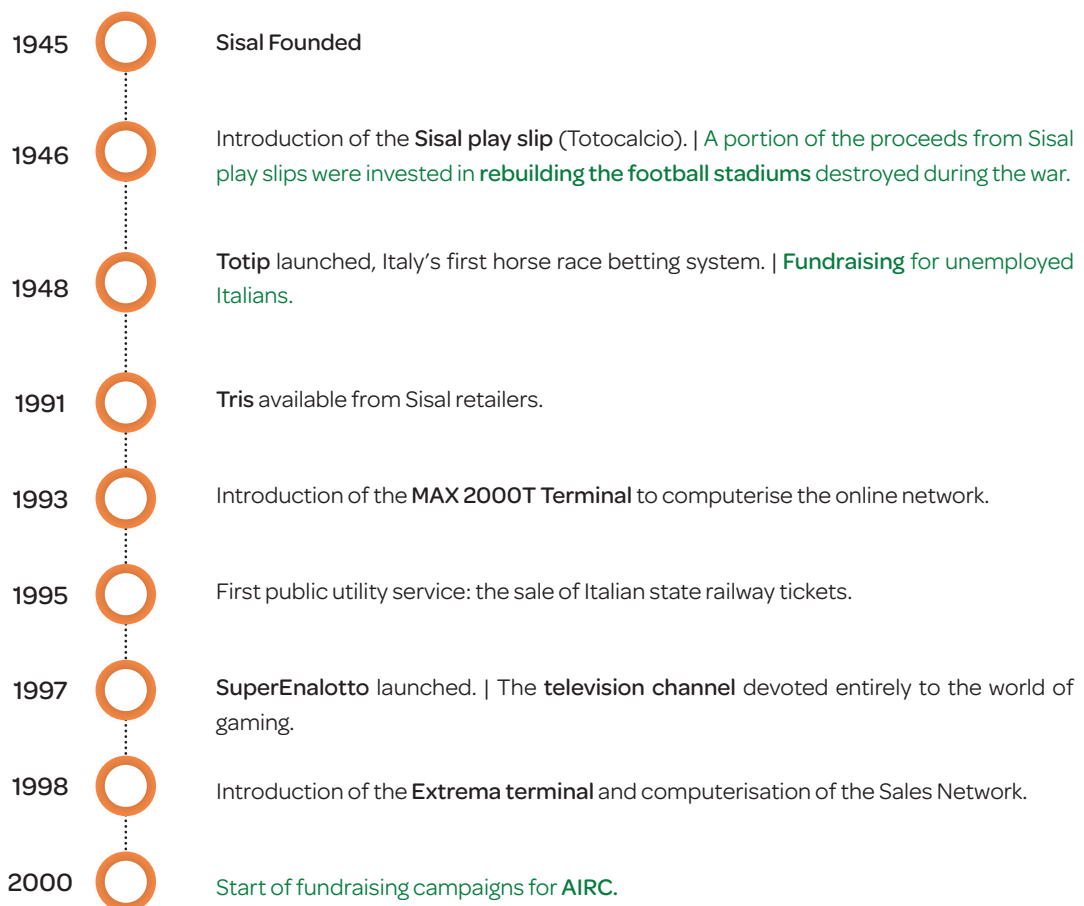 1945
Sisal Founded
1946
Introduction of the Sisal play slip (Totocalcio). | A portion of the proceeds from Sisal
play slips were invested in rebuilding the football stadiums destroyed during the war.
1948
Totip launched, Italy's first horse race betting system. | Fundraising for unemployed
Italians.
1991
Tris available from Sisal retailers.
1993
Introduction of the MAX 2000T Terminal to computerise the online network.
1995
First public utility service: the sale of Italian state railway tickets.
1997
SuperEnalotto launched. | The television channel devoted entirely to the world of
gaming.
1998
Introduction of the Extrema terminal and computerisation of the Sales Network.
2000
Start of fundraising campaigns for AIRC.